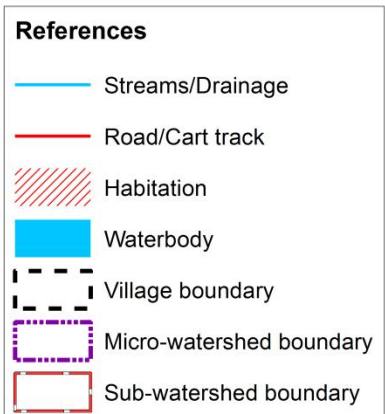 References
Streams/Drainage
Road/Cart track
Habitation
Waterbody
Village boundary
Micro-watershed boundary
Sub-watershed boundary